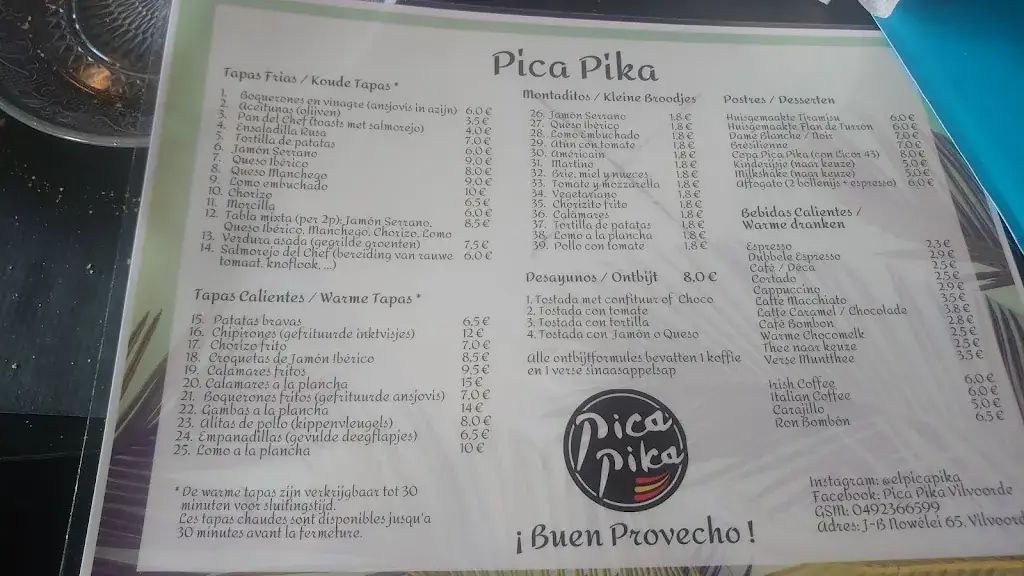 Pica Pika
Tapas Frias / Koude Tapas *
1. Boquerones en vinagre (ansjovis in azijn) 6.0 €
2. Aceitunas (olijven) 3.5 €
3. Pan del Chef (toasts met salmorejo) 4.0 €
4. Ensaladilla Rusa 7.0 €
5. Tortilla de patatas 6.0 €
6. Jamón Serrano 9.0 €
7. Queso Ibérico 8.0 €
8. Queso Manchego 9.0 €
9. Lomo embuchado 10 €
10. Chorizo 6.5 €
11. Morcilla 6.0 €
12. Tabla mixta (per 2p): Jamón Serrano, 8.5 €
Queso Ibérico, Manchego, Chorizo, Lomo
13. Verdura asada (gegrilde groenten) 7.5 €
14. Salmorejo del Chef (bereiding van rauwe 6.0 €
tomaat, knoflook, ...)
Tapas Calientes / Warme Tapas *
15. Patatas bravas 6.5 €
16. Chipirones (gefrituurde inktvisjes) 12 €
17. Chorizo frito 7.0 €
18. Croquetas de Jamón Ibérico 8.5 €
19. Calamares fritos 9.5 €
20. Calamares a la plancha 15 €
21. Boquerones fritos (gefrituurde ansjovis) 7.0 €
22. Gambas a la plancha 14 €
23. Alitas de pollo (kippenvleugels) 8.0 €
24. Empanadillas (gevulde deegflapjes) 6.5 €
25. Lomo a la plancha 10 €
* De warme tapas zijn verkrijgbaar tot 30
minuten voor sluitingstijd.
Les tapas chaudes sont disponibles jusqu'a
30 minutes avant la fermeture.
Montaditos / Kleine Broodjes
26. Jamón Serrano 1.8 €
27. Queso Ibérico 1.8 €
28. Lomo embuchado 1.8 €
29. Atún con tomate 1.8 €
30. Américain 1.8 €
31. Martino 1.8 €
32. Brie, miel y nueces 1.8 €
33. Tomate y mozzarella 1.8 €
34. Vegetariano 1.8 €
35. Chorizito frito 1.8 €
36. Calamares 1.8 €
37. Tortilla de patatas 1.8 €
38. Lomo a la plancha 1.8 €
39. Pollo con tomate 1.8 €
Desayunos / Ontbijt 8.0 €
1. Tostada met confituur of Choco
2. Tostada con tomate
3. Tostada con tortilla
4. Tostada con Jamón o Queso
Alle ontbijtformules bevatten 1 koffie
en 1 verse sinaasappelsap
Pica
Pika
¡ Buen Provecho !
Postres / Desserten
Huisgemaakte Tiramisu 6.0 €
Huisgemaakte Flan de Turrón 6.0 €
Dame Blanche / Noir 7.0 €
Brésilienne 7.0 €
Copa Pica Pika (con Licor 43) 8.0 €
Kinderijsje (naar keuze) 5.0 €
Milkshake (naar keuze) 5.0 €
Affogato (2 bollenijs + espresso) 6.0 €
Bebidas Calientes /
Warme dranken
Espresso 2.3 €
Dubbele Espresso 2.9 €
Café / Déca 2.5 €
Cortado 2.5 €
Cappuccino 2.9 €
Latte Macchiato 3.5 €
Latte Caramel / Chocolade 3.8 €
Café Bombon 2.8 €
Warme Chocomelk 2.5 €
Thee naar keuze 2.5 €
Verse Muntthee 3.5 €
Irish Coffee 6.0 €
Italian Coffee 6.0 €
Carajillo 5.0 €
Ron Bombón 6.5 €
Instagram: @elpicapika
Facebook: Pica Pika Vilvoorde
GSM: 0492366599
Adres: J-B Nowélei 65, Vilvoord